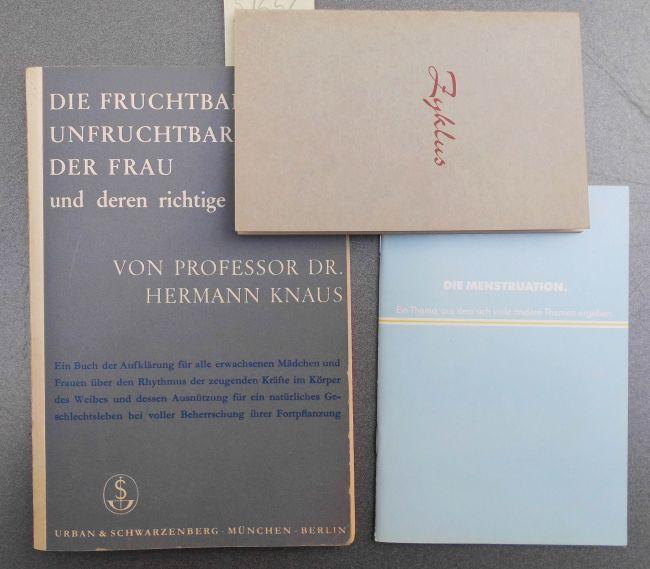 DIE FRUCHTBAR
UNFRUCHTBAR
DER FRAU
und deren richtige
VON PROFESSOR DR.
HERMANN KNAUS
Ein Buch der Aufklärung für alle erwachsenen Mädchen und
Frauen über den Rhythmus der zeugenden Kräfte im Körper
des Weibes und dessen Ausnützung für ein natürliches Ge-
schlechtsleben bei voller Beherrschung ihrer Fortpflanzung
URBAN & SCHWARZENBERG · MÜNCHEN · BERLIN
Zyklus
DIE MENSTRUATION.
Ein Thema, aus dem sich viele andere Themen ergeben.